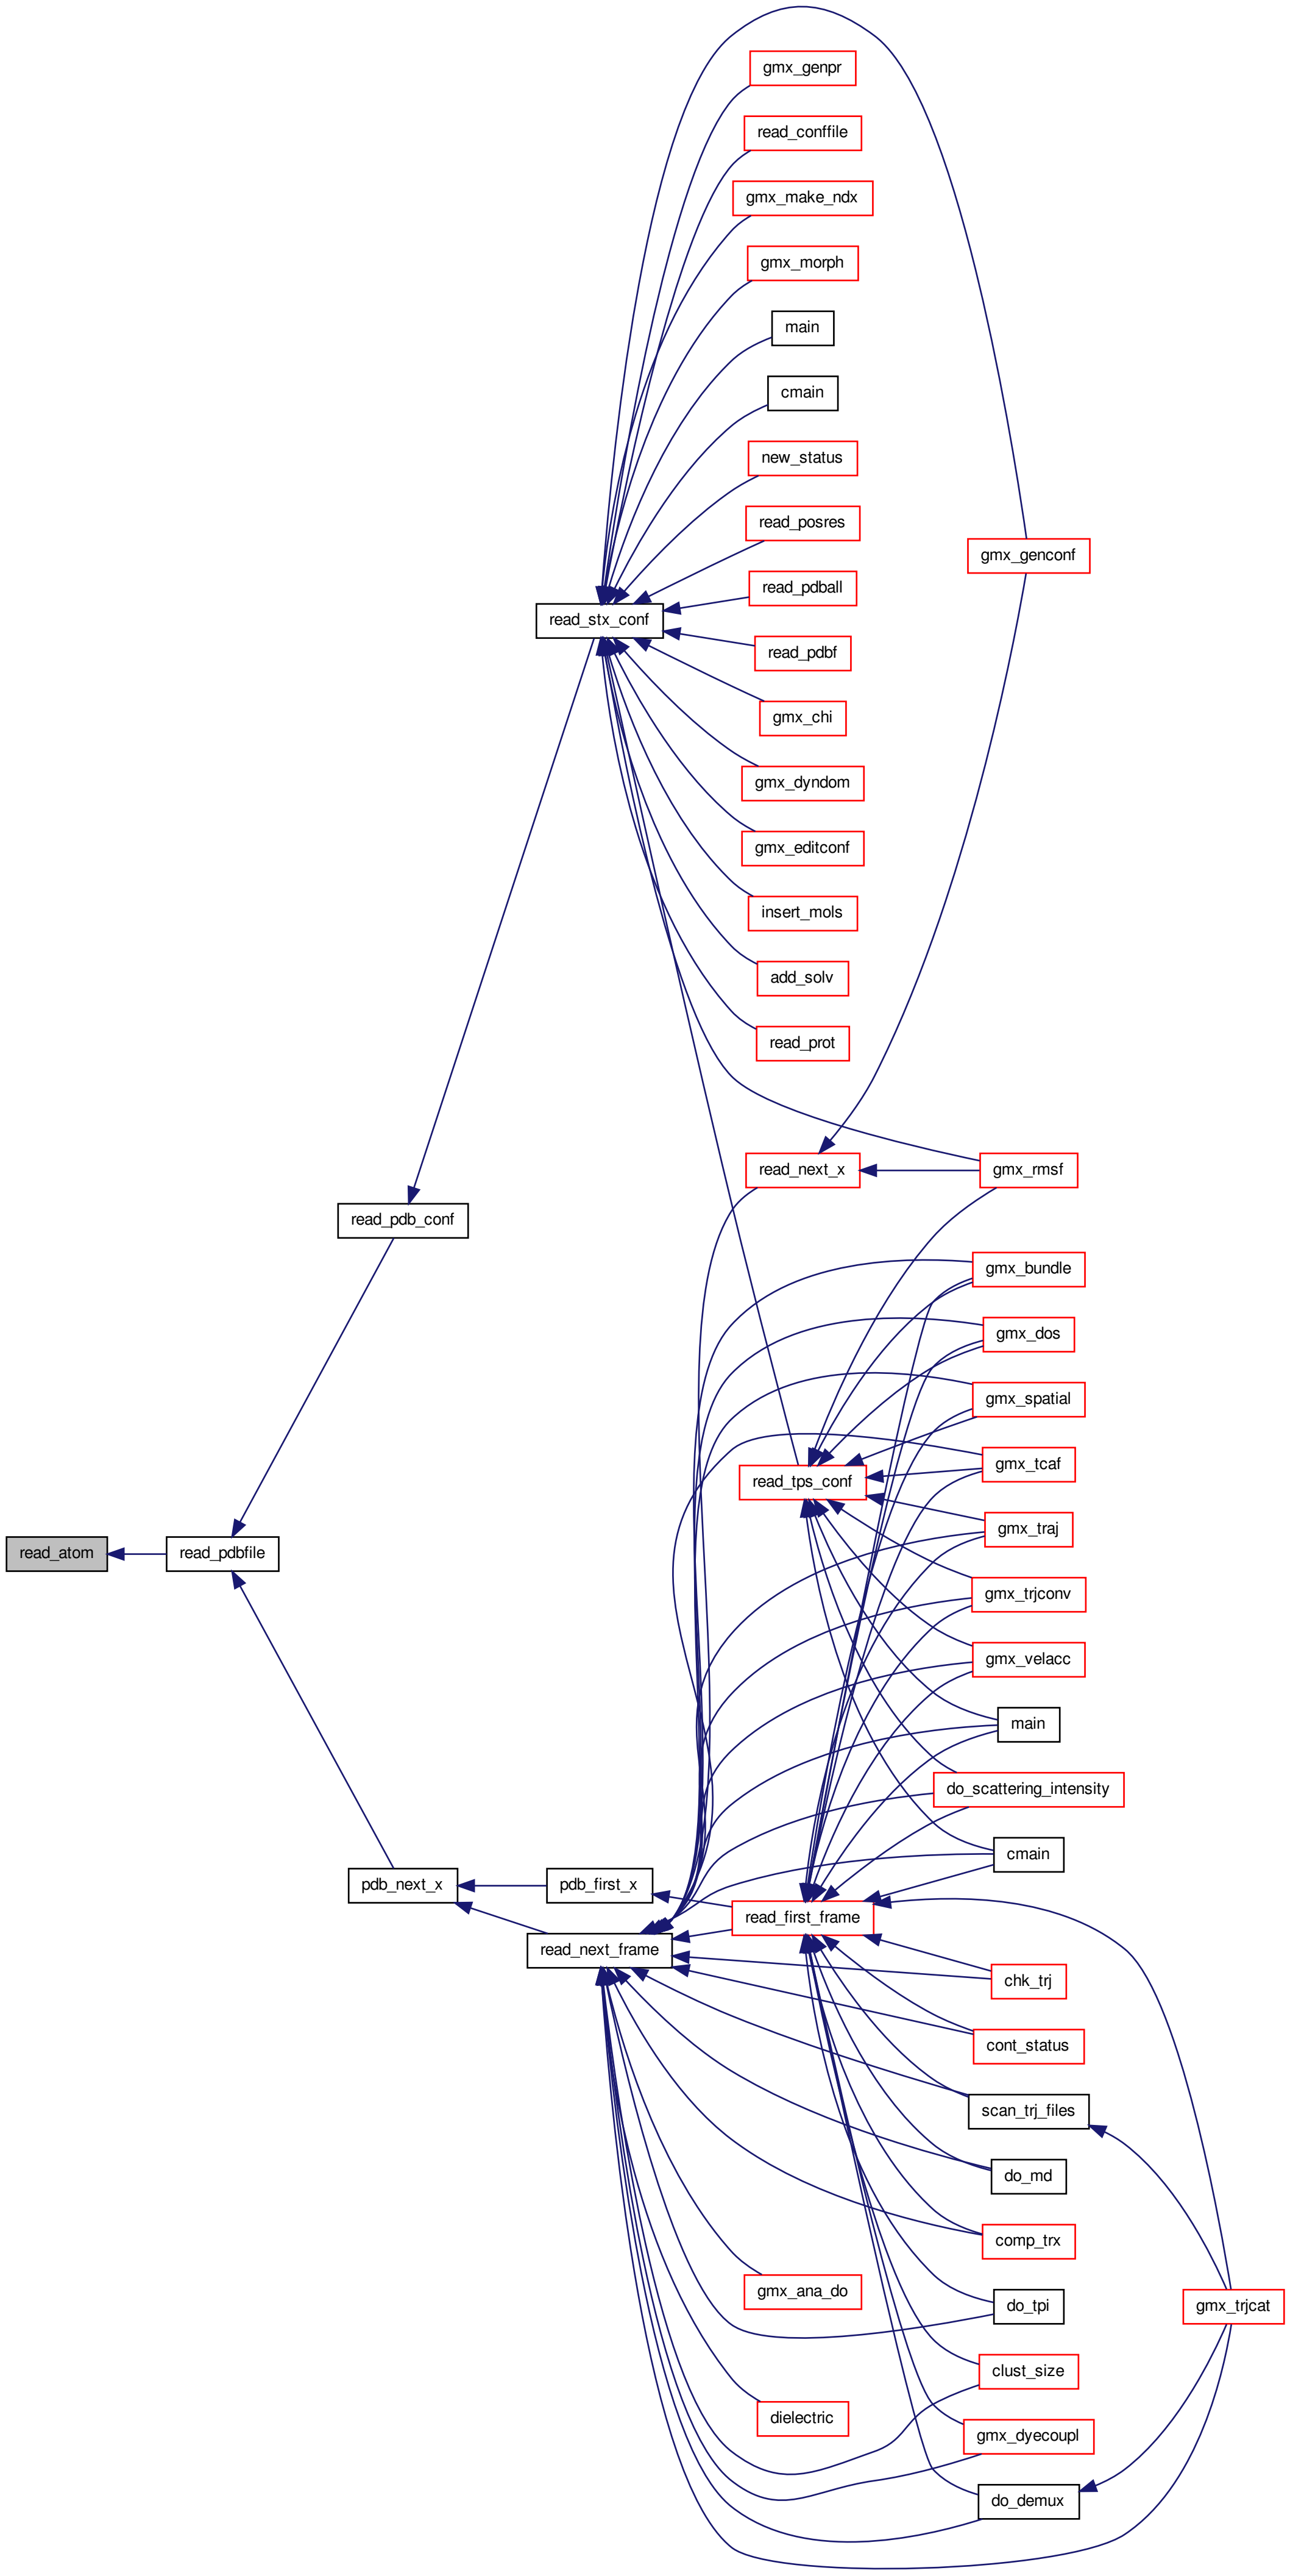 gmx_genpr
read_conffile
gmx_make_ndx
gmx_morph
main
cmain
new_status
read_posres
gmx_genconf
read_pdball
read_stx_conf
read_pdbf
gmx_chi
gmx_dyndom
gmx_editconf
insert_mols
add_solv
read_prot
read_next_x
gmx_rmsf
read_pdb_conf
gmx_bundle
gmx_dos
gmx_spatial
gmx_tcaf
read_tps_conf
gmx_traj
read_atom
read_pdbfile
gmx_trjconv
gmx_velacc
main
do_scattering_intensity
cmain
pdb_next_x
pdb_first_x
read_first_frame
read_next_frame
chk_trj
cont_status
scan_trj_files
do_md
comp_trx
gmx_ana_do
do_tpi
gmx_trjcat
clust_size
dielectric
gmx_dyecoupl
do_demux